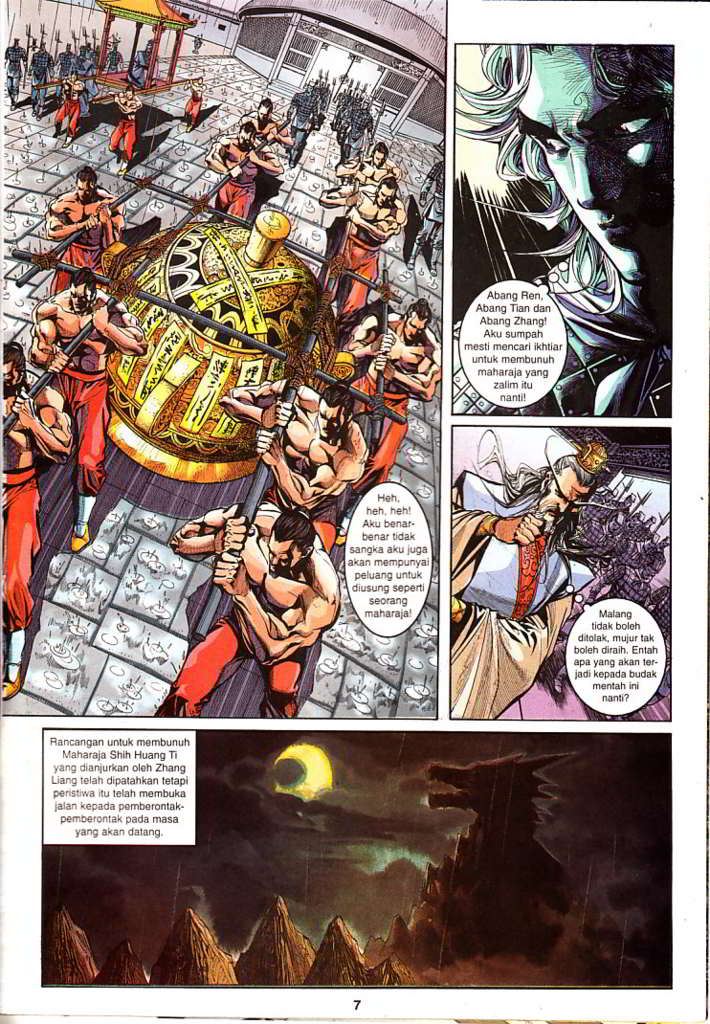 Heh,
heh, heh!
Aku benar-
benar tidak
sangka aku juga
akan mempunyai
peluang untuk
diusung seperti
seorang
maharaja!
Abang Ren,
Abang Tian dan
Abang Zhang!
Aku sumpah
mesti mencari ikhtiar
untuk membunuh
maharaja yang
zalim itu
nanti!
Malang
tidak boleh
ditolak, mujur tak
boleh diraih. Entah
apa yang akan ter-
jadi kepada budak
mentah ini
nanti?
Rancangan untuk membunuh
Maharaja Shih Huang Ti
yang dianjurkan oleh Zhang
Liang telah dipatahkan tetapi
peristiwa itu telah membuka
jalan kepada pemberontak-
pemberontak pada masa
yang akan datang.
7